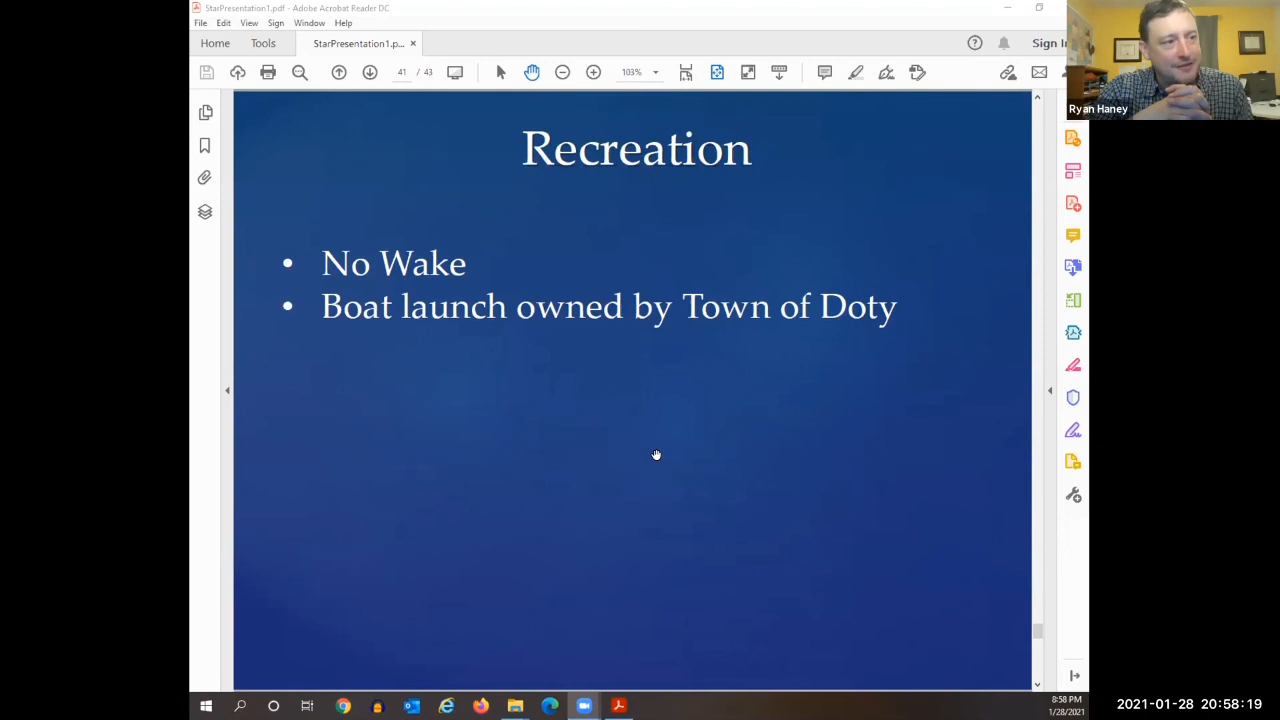 StarPresentation1.pdf - Adobe Acrobat Reader DC
File Edit View Sign Window Help
Home Tools StarPresentation1.p... × Sign In
41 / 43 103%
Ryan Haney
Recreation
• No Wake
• Boat launch owned by Town of Doty
8:58 PM
1/28/2021
2021-01-28 20:58:19